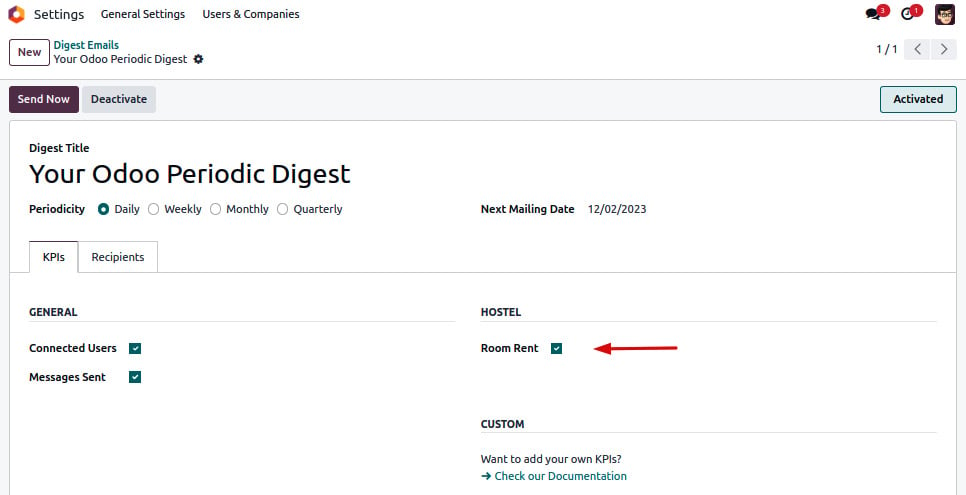 Settings General Settings Users & Companies 3 1
New Digest Emails
Your Odoo Periodic Digest 1 / 1
Send Now Deactivate Activated
Digest Title
Your Odoo Periodic Digest
Periodicity Daily Weekly Monthly Quarterly Next Mailing Date 12/02/2023
KPIs Recipients
GENERAL HOSTEL
Connected Users Room Rent
Messages Sent
CUSTOM
Want to add your own KPIs?
Check our Documentation